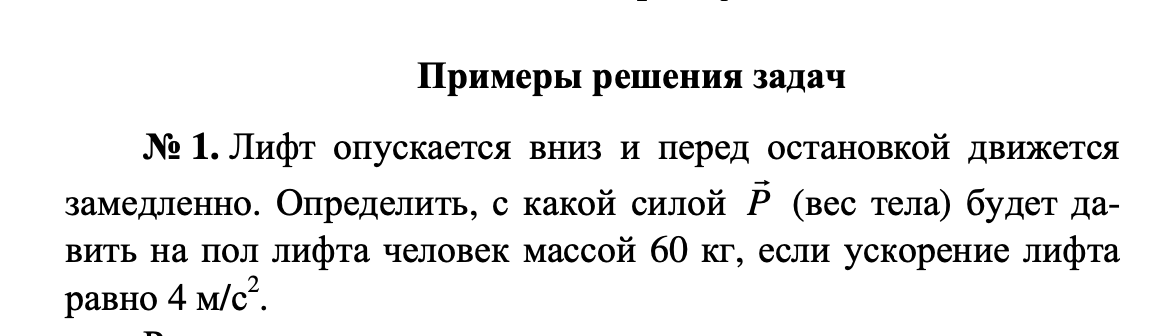 Примеры решения задач
№ 1. Лифт опускается вниз и перед остановкой движется
замедленно. Определить, с какой силой P⃗ (вес тела) будет да-
вить на пол лифта человек массой 60 кг, если ускорение лифта
равно 4 м/с².